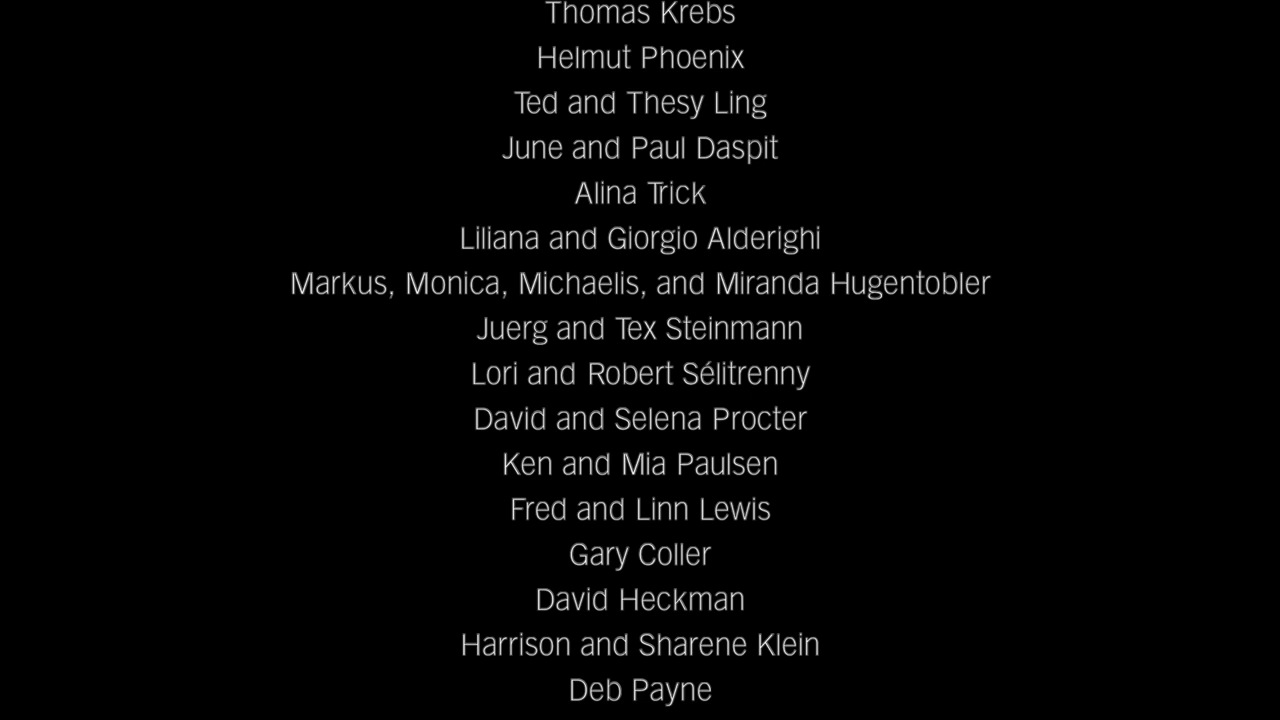 Thomas Krebs
Helmut Phoenix
Ted and Thesy Ling
June and Paul Daspit
Alina Trick
Liliana and Giorgio Alderighi
Markus, Monica, Michaelis, and Miranda Hugentobler
Juerg and Tex Steinmann
Lori and Robert Sélitrenny
David and Selena Procter
Ken and Mia Paulsen
Fred and Linn Lewis
Gary Coller
David Heckman
Harrison and Sharene Klein
Deb Payne